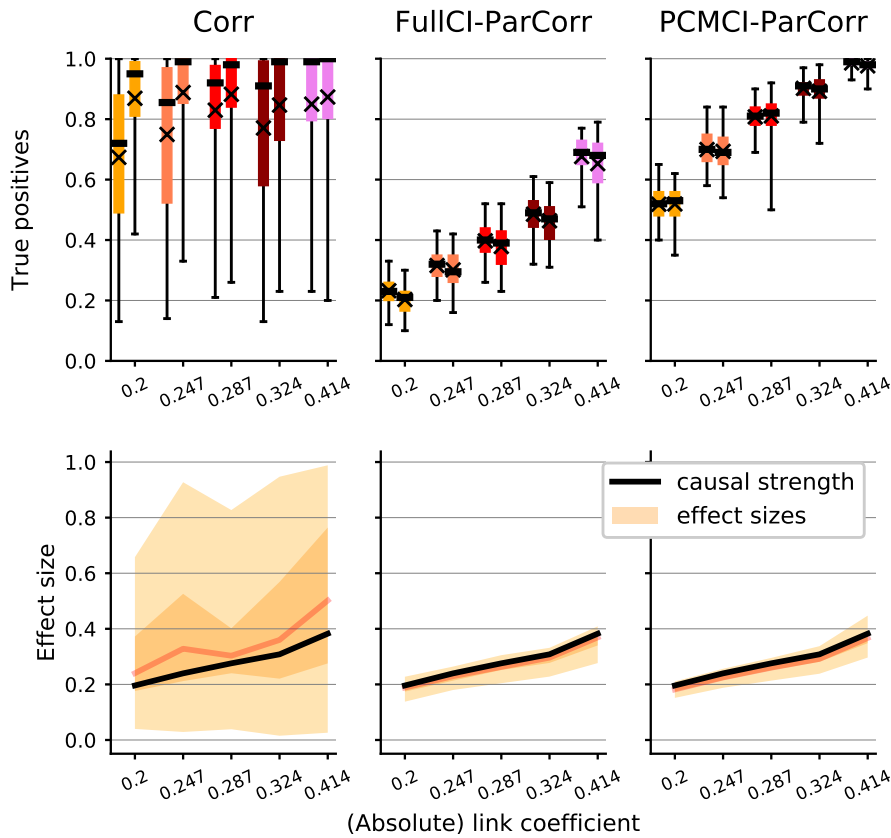 Corr FullCI-ParCorr PCMCI-ParCorr
True positives
1.0
0.8
0.6
0.4
0.2
0.0
0.2 0.247 0.287 0.324 0.414 0.2 0.247 0.287 0.324 0.414 0.2 0.247 0.287 0.324 0.414
Effect size
1.0
0.8
0.6
0.4
0.2
0.0
causal strength
effect sizes
0.2 0.247 0.287 0.324 0.414 0.2 0.247 0.287 0.324 0.414 0.2 0.247 0.287 0.324 0.414
(Absolute) link coefficient